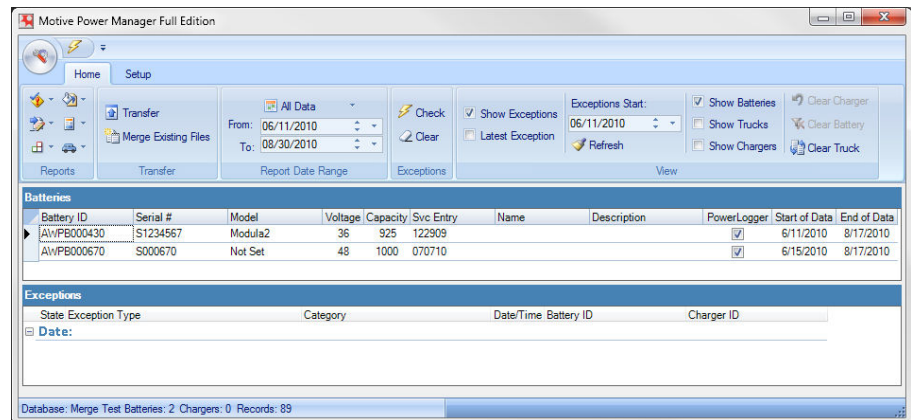 Motive Power Manager Full Edition
Home Setup
Transfer
Merge Existing Files
All Data
From: 06/11/2010
To: 08/30/2010
Check
Clear
Show Exceptions
Latest Exception
Exceptions Start:
06/11/2010
Refresh
Show Batteries
Show Trucks
Show Chargers
Clear Charger
Clear Battery
Clear Truck
Reports Transfer Report Date Range Exceptions View
Batteries
Battery ID Serial # Model Voltage Capacity Svc Entry Name Description PowerLogger Start of Data End of Data
AWPB000430 S1234567 Modula2 36 925 122909 6/11/2010 8/17/2010
AWPB000670 S000670 Not Set 48 1000 070710 6/15/2010 8/17/2010
Exceptions
State Exception Type Category Date/Time Battery ID Charger ID
Date:
Database: Merge Test Batteries: 2 Chargers: 0 Records: 89